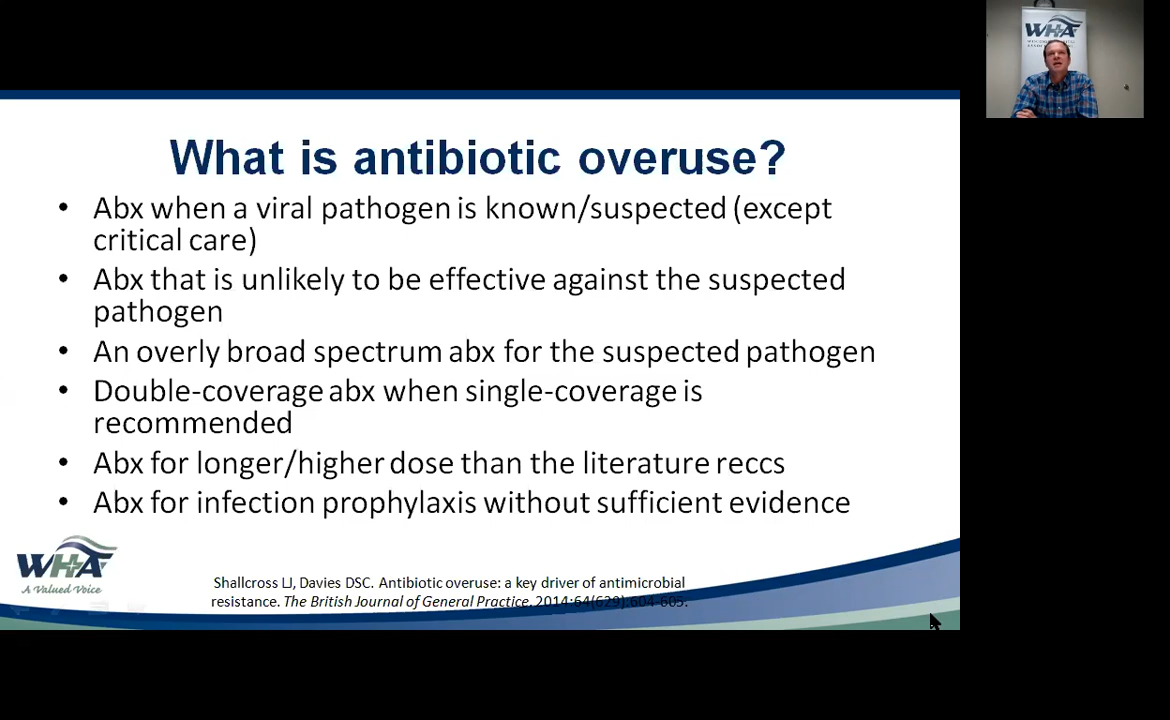 What is antibiotic overuse?
• Abx when a viral pathogen is known/suspected (except
critical care)
• Abx that is unlikely to be effective against the suspected
pathogen
• An overly broad spectrum abx for the suspected pathogen
• Double-coverage abx when single-coverage is
recommended
• Abx for longer/higher dose than the literature reccs
• Abx for infection prophylaxis without sufficient evidence
WHA
A Valued Voice
Shallcross LJ, Davies DSC. Antibiotic overuse: a key driver of antimicrobial
resistance. The British Journal of General Practice. 2014;64(629):604-605.
WHA